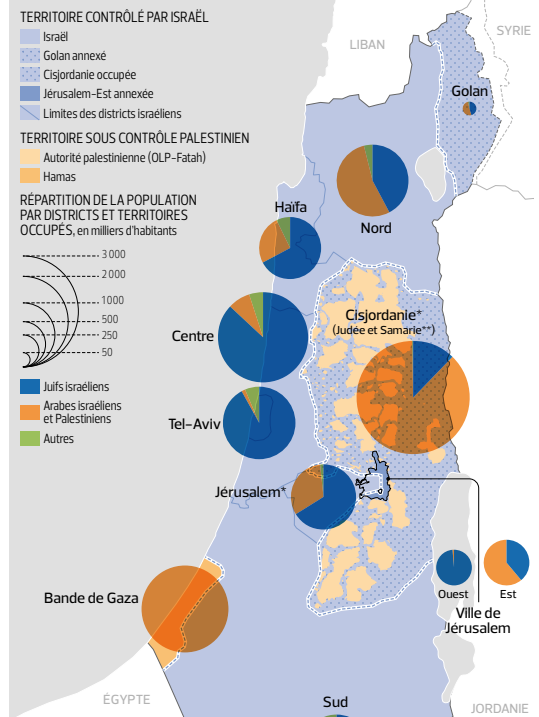 TERRITOIRE CONTRÔLÉ PAR ISRAËL
Israël
Golan annexé
Cisjordanie occupée
Jérusalem-Est annexée
Limites des districts israéliens
TERRITOIRE SOUS CONTRÔLE PALESTINIEN
Autorité palestinienne (OLP-Fatah)
Hamas
RÉPARTITION DE LA POPULATION
PAR DISTRICTS ET TERRITOIRES
OCCUPÉS, en milliers d'habitants
3 000
2 000
1000
500
250
50
Juifs israéliens
Arabes israéliens
et Palestiniens
Autres
LIBAN
SYRIE
Golan
Nord
Haïfa
Cisjordanie*
(Judée et Samarie**)
Centre
Tel-Aviv
Jérusalem*
Ouest
Est
Ville de
Jérusalem
Bande de Gaza
ÉGYPTE
Sud
JORDANIE